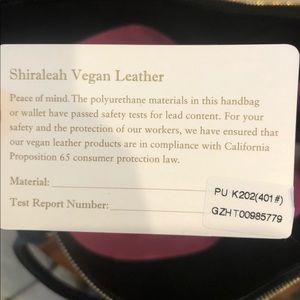 Shiraleah Vegan Leather
Peace of mind. The polyurethane materials in this handbag
or wallet have passed safety tests for lead content. For your
safety and the protection of our workers, we have ensured that
our vegan leather products are in compliance with California
Proposition 65 consumer protection law.
Material:
PU K202(401#)
Test Report Number:
GZHT00985779